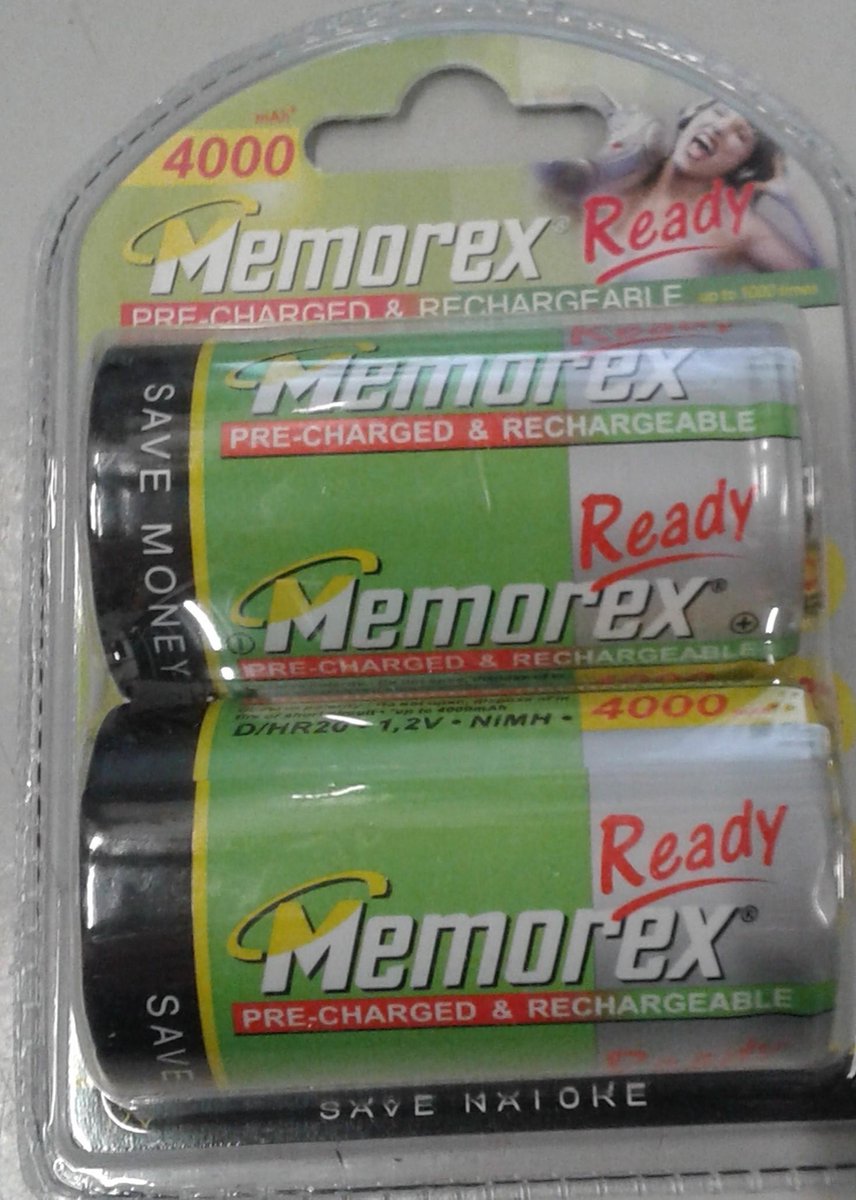 mAh*
4000
Memorex® Ready
PRE-CHARGED & RECHARGEABLE up to 1000 times
Ready
Memorex
PRE-CHARGED & RECHARGEABLE
SAVE MONEY
Ready
Memorex®
PRE-CHARGED & RECHARGEABLE
4000
D/HR20 • 1,2V • NiMH •
Ready
Memorex®
PRE-CHARGED & RECHARGEABLE
SAVE
SAVE